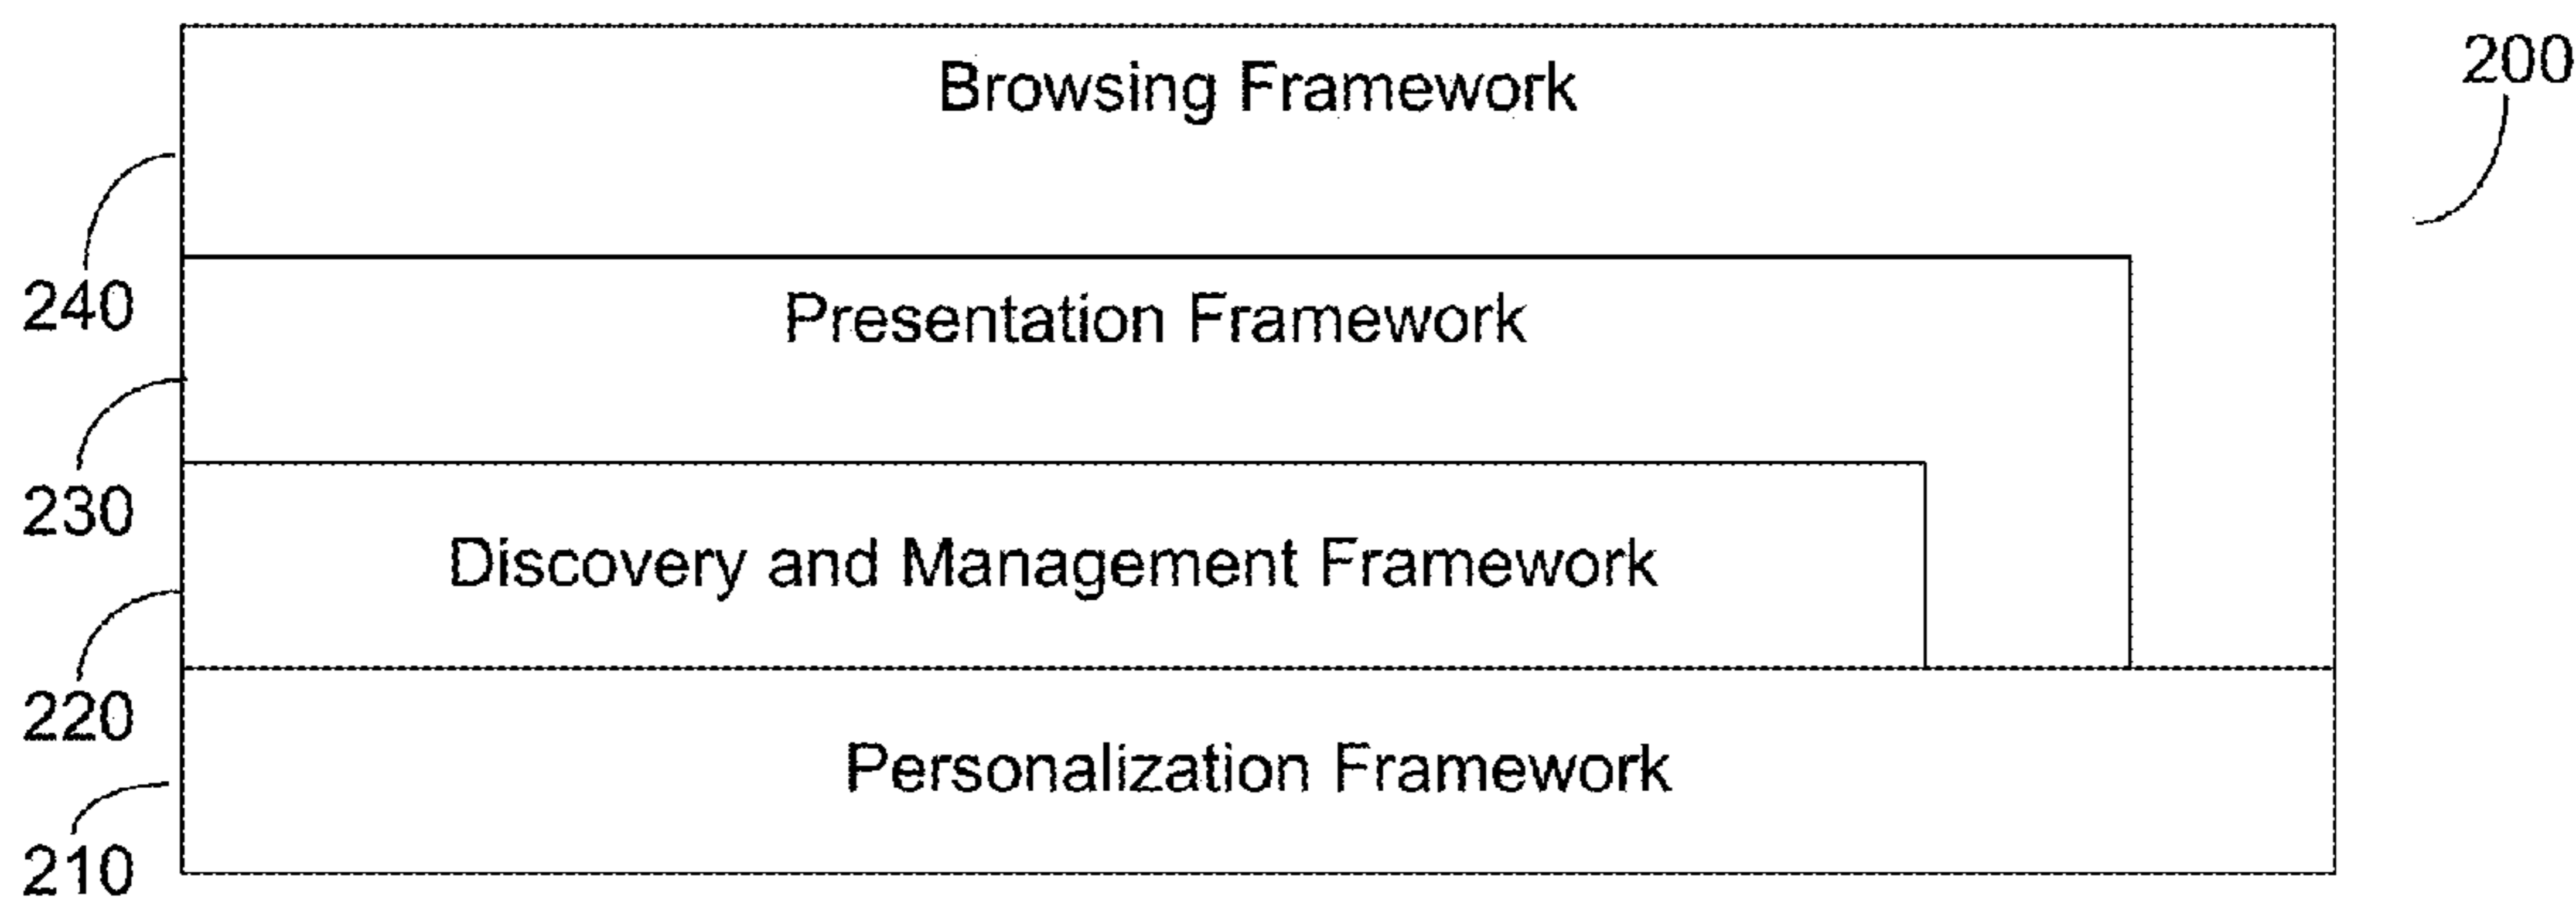 Browsing Framework
200
240
Presentation Framework
230
Discovery and Management Framework
220
Personalization Framework
210